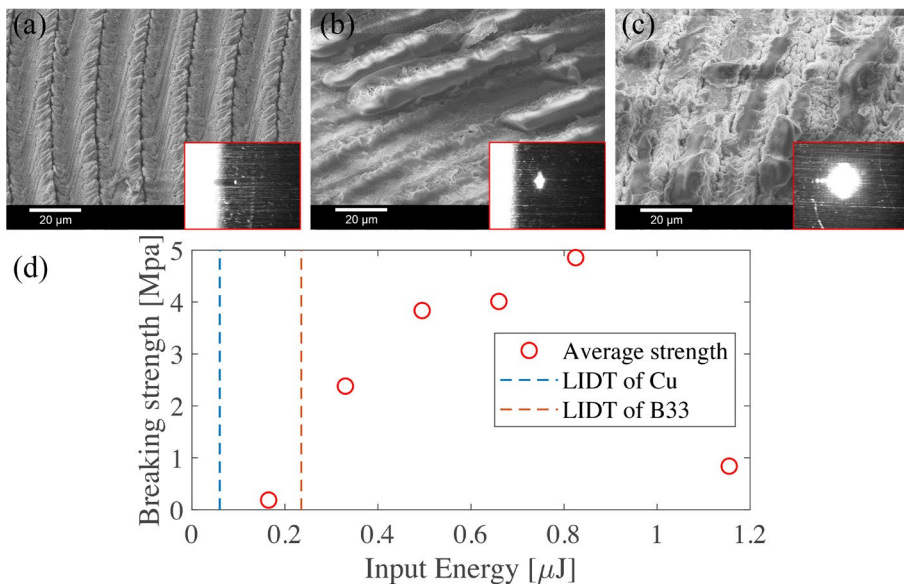 (a)
(b)
(c)
20 μm
20 μm
20 μm
(d)
Breaking strength [Mpa]
5
4
3
2
1
0
Average strength
LIDT of Cu
LIDT of B33
0
0.2
0.4
0.6
0.8
1
1.2
Input Energy [μJ]